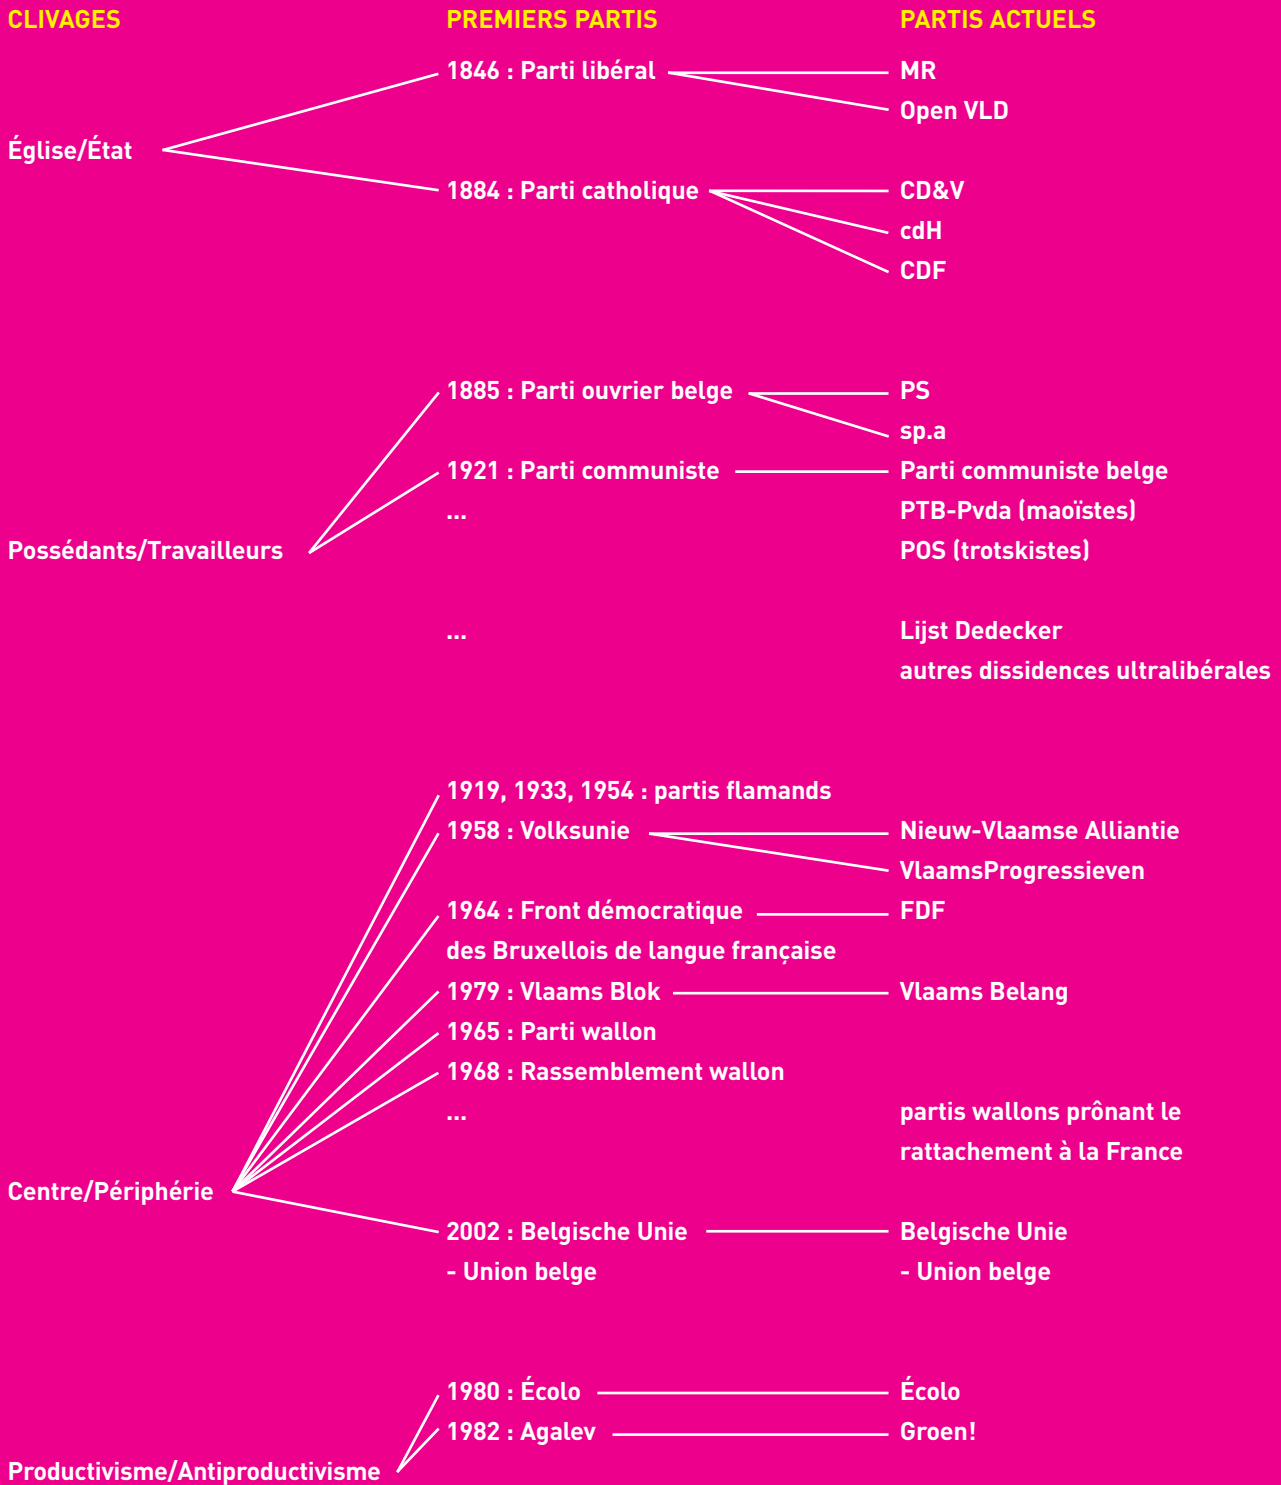 CLIVAGES PREMIERS PARTIS PARTIS ACTUELS
1846 : Parti libéral MR
Open VLD
Église/État
1884 : Parti catholique CD&V
cdH
CDF
1885 : Parti ouvrier belge PS
sp.a
1921 : Parti communiste Parti communiste belge
... PTB-Pvda (maoïstes)
Possédants/Travailleurs POS (trotskistes)
... Lijst Dedecker
autres dissidences ultralibérales
1919, 1933, 1954 : partis flamands
1958 : Volksunie Nieuw-Vlaamse Alliantie
VlaamsProgressieven
1964 : Front démocratique FDF
des Bruxellois de langue française
1979 : Vlaams Blok Vlaams Belang
1965 : Parti wallon
1968 : Rassemblement wallon
... partis wallons prônant le
rattachement à la France
Centre/Périphérie
2002 : Belgische Unie Belgische Unie
- Union belge - Union belge
1980 : Écolo Écolo
1982 : Agalev Groen!
Productivisme/Antiproductivisme